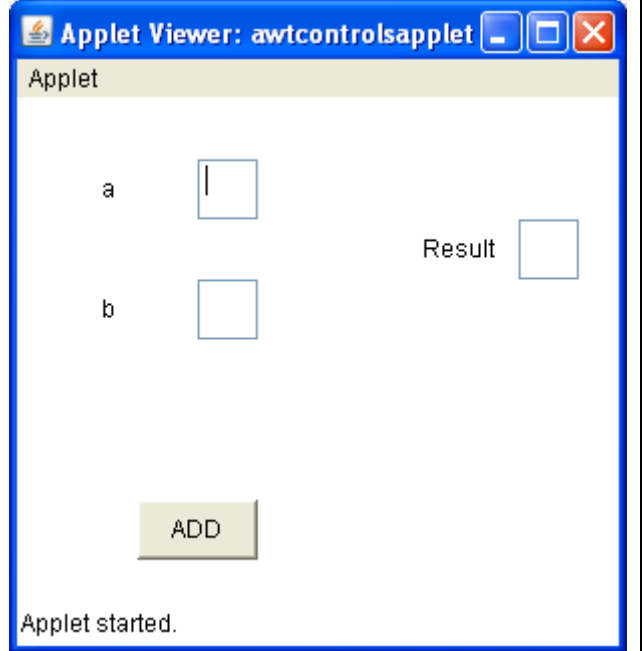 Applet Viewer: awtcontrolsapplet
Applet
a
Result
b
ADD
Applet started.